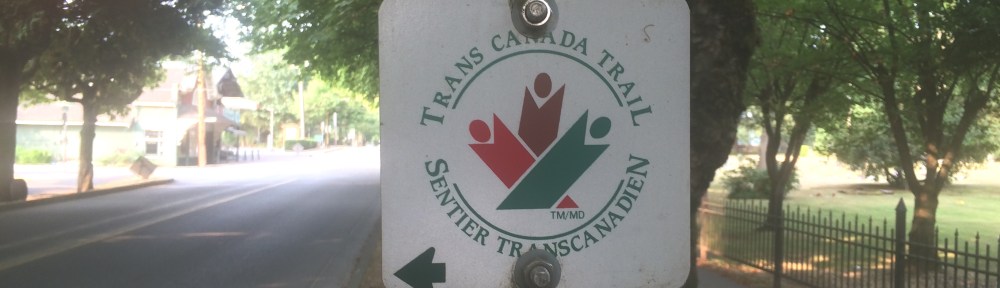 TRANS CANADA TRAIL
SENTIER TRANSCANADIEN
TM/MD